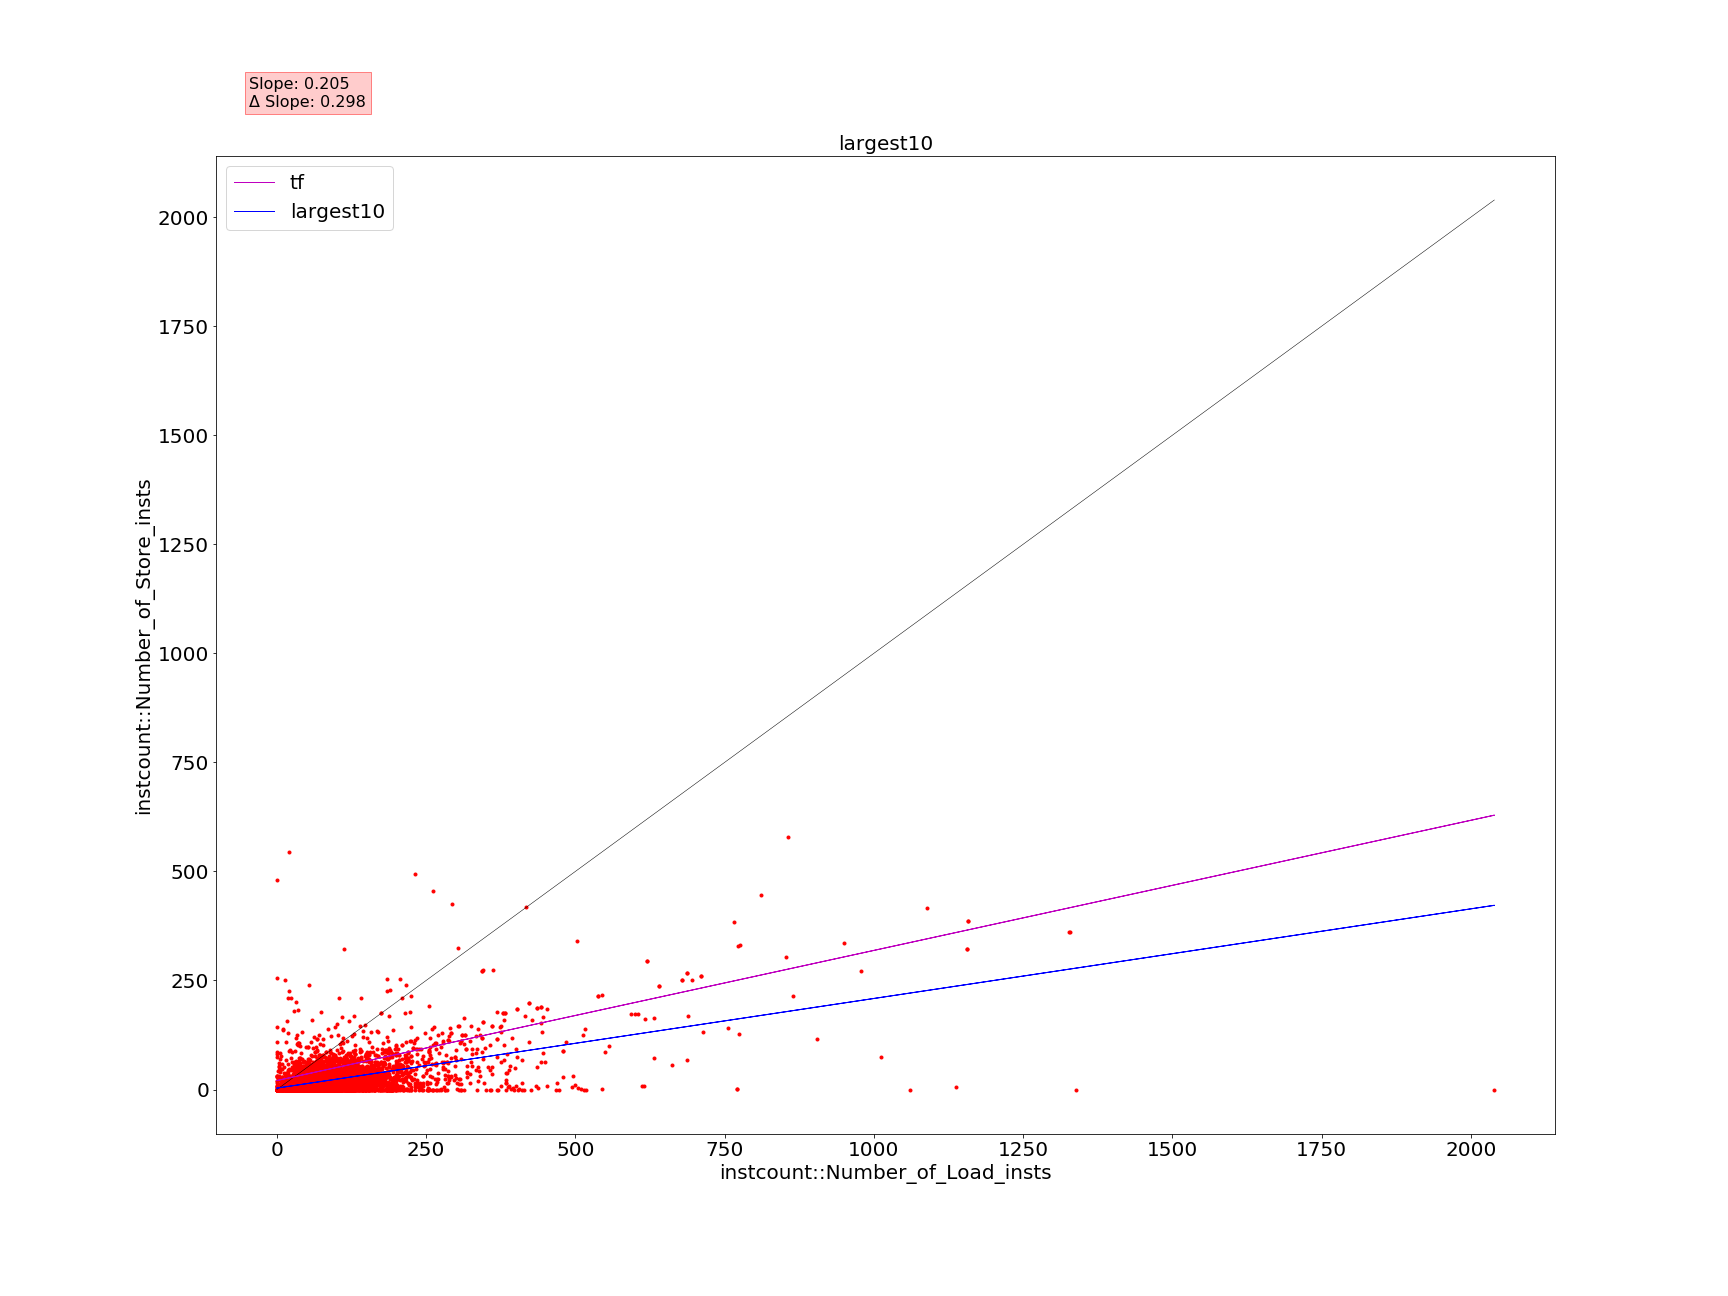 Slope: 0.205
Δ Slope: 0.298
largest10
tf
largest10
2000
1750
1500
1250
1000
750
500
250
0
instcount::Number_of_Store_insts
0
250
500
750
1000
1250
1500
1750
2000
instcount::Number_of_Load_insts